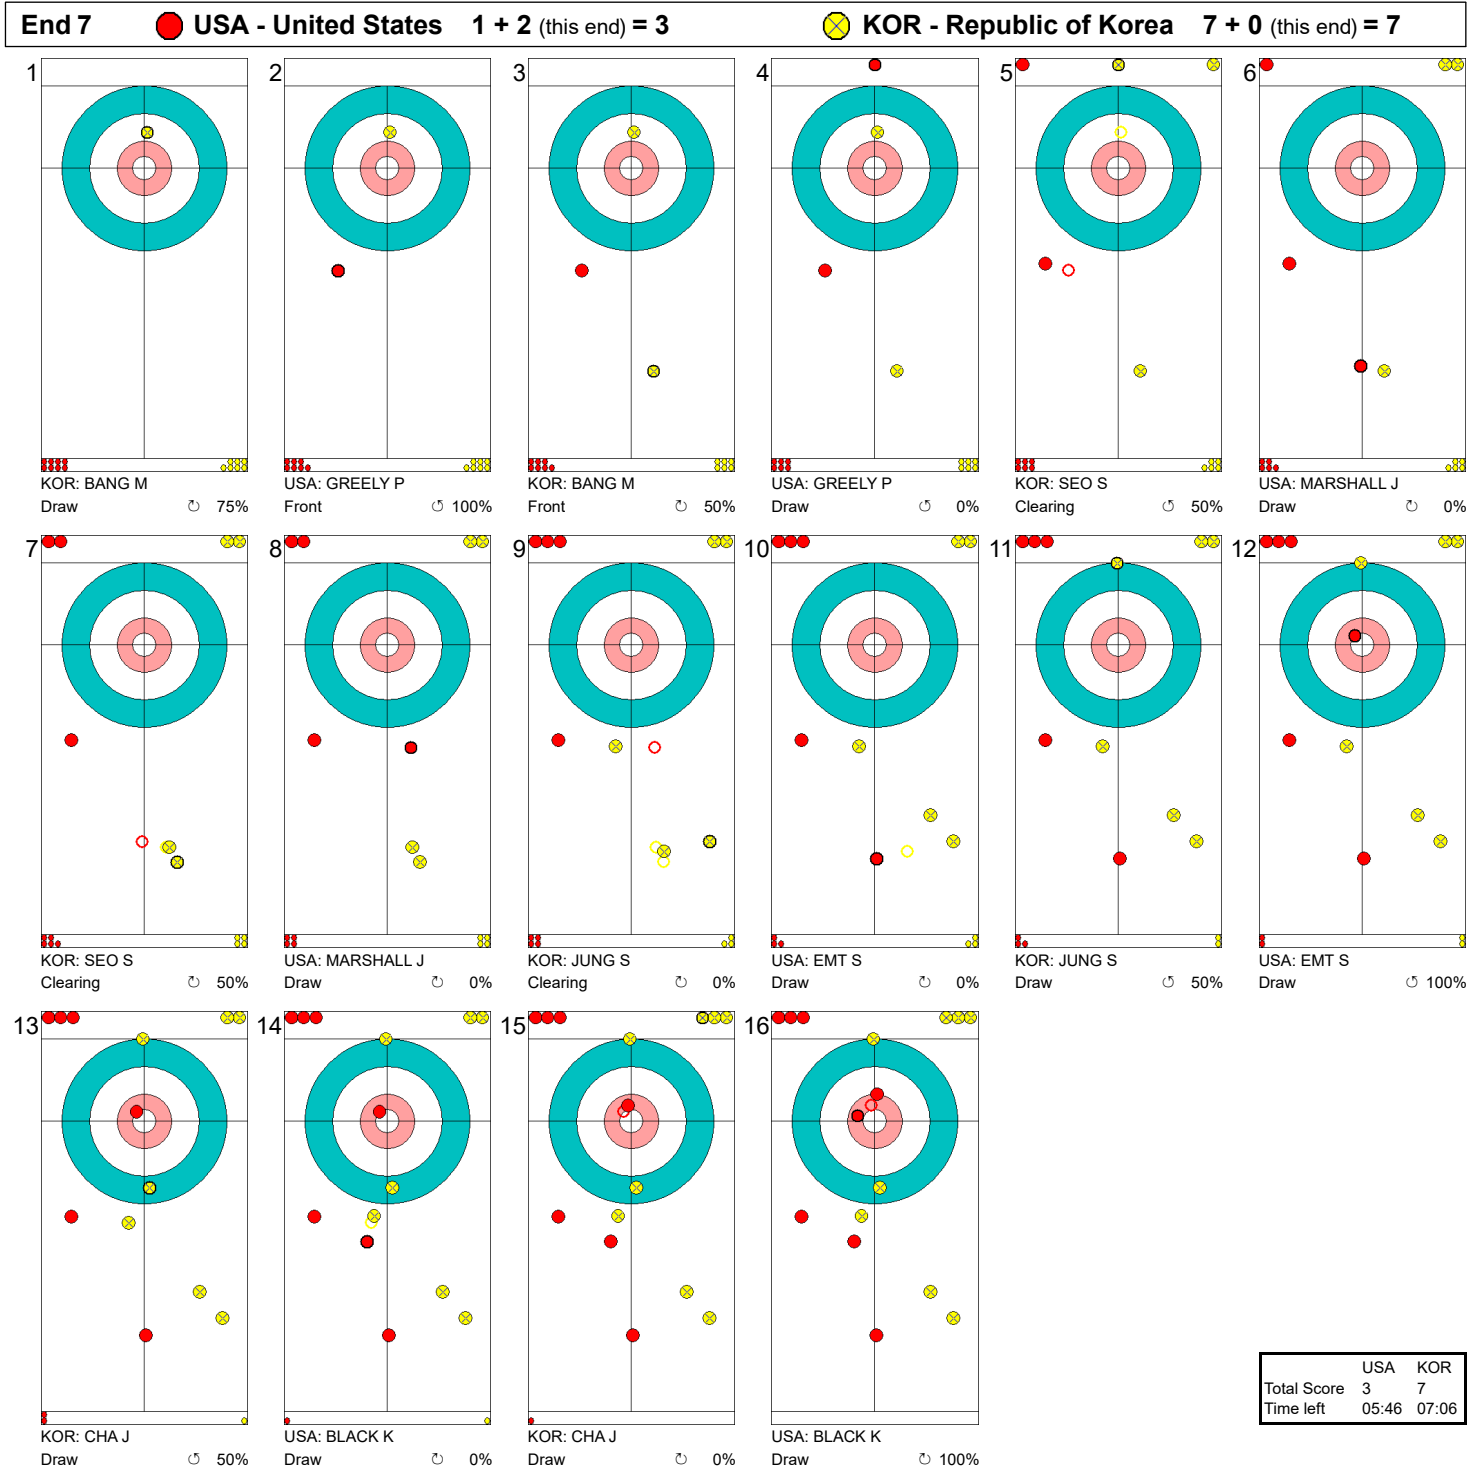 End 7 USA - United States 1 + 2 (this end) = 3 KOR - Republic of Korea 7 + 0 (this end) = 7
1 2 3 4 5 6
KOR: BANG M USA: GREELY P KOR: BANG M USA: GREELY P KOR: SEO S USA: MARSHALL J
Draw ↻ 75% Front ↺ 100% Front ↻ 50% Draw ↺ 0% Clearing ↻ 50% Draw ↻ 0%
7 8 9 10 11 12
KOR: SEO S USA: MARSHALL J KOR: JUNG S USA: EMT S KOR: JUNG S USA: EMT S
Clearing ↻ 50% Draw ↻ 0% Clearing ↻ 0% Draw ↻ 0% Draw ↻ 50% Draw ↺ 100%
13 14 15 16
USA KOR
Total Score 3 7
Time left 05:46 07:06
KOR: CHA J USA: BLACK K KOR: CHA J USA: BLACK K
Draw ↺ 50% Draw ↺ 0% Draw ↻ 0% Draw ↻ 100%